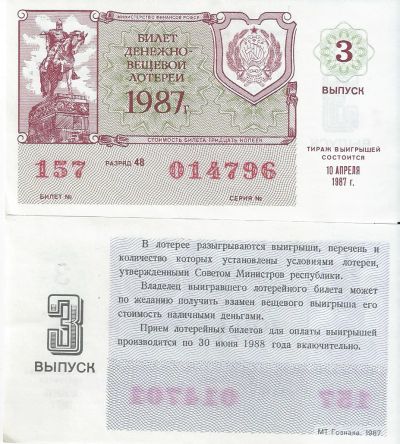 МИНИСТЕРСТВО ФИНАНСОВ РСФСР
БИЛЕТ
ДЕНЕЖНО-
ВЕЩЕВОЙ
ЛОТЕРЕИ
1987г.
СТОИМОСТЬ БИЛЕТА ТРИДЦАТЬ КОПЕЕК
3
ВЫПУСК
157 РАЗРЯД 48 014796
БИЛЕТ № СЕРИЯ №
ТИРАЖ ВЫИГРЫШЕЙ
СОСТОИТСЯ
10 АПРЕЛЯ
1987 г.
В лотерее разыгрываются выигрыши, перечень и
количество которых установлены условиями лотереи,
утвержденными Советом Министров республики.
Владелец выигравшего лотерейного билета может
по желанию получить взамен вещевого выигрыша его
стоимость наличными деньгами.
Прием лотерейных билетов для оплаты выигрышей
производится по 30 июня 1988 года включительно.
3
ВЫПУСК
МТ Гознака. 1987.